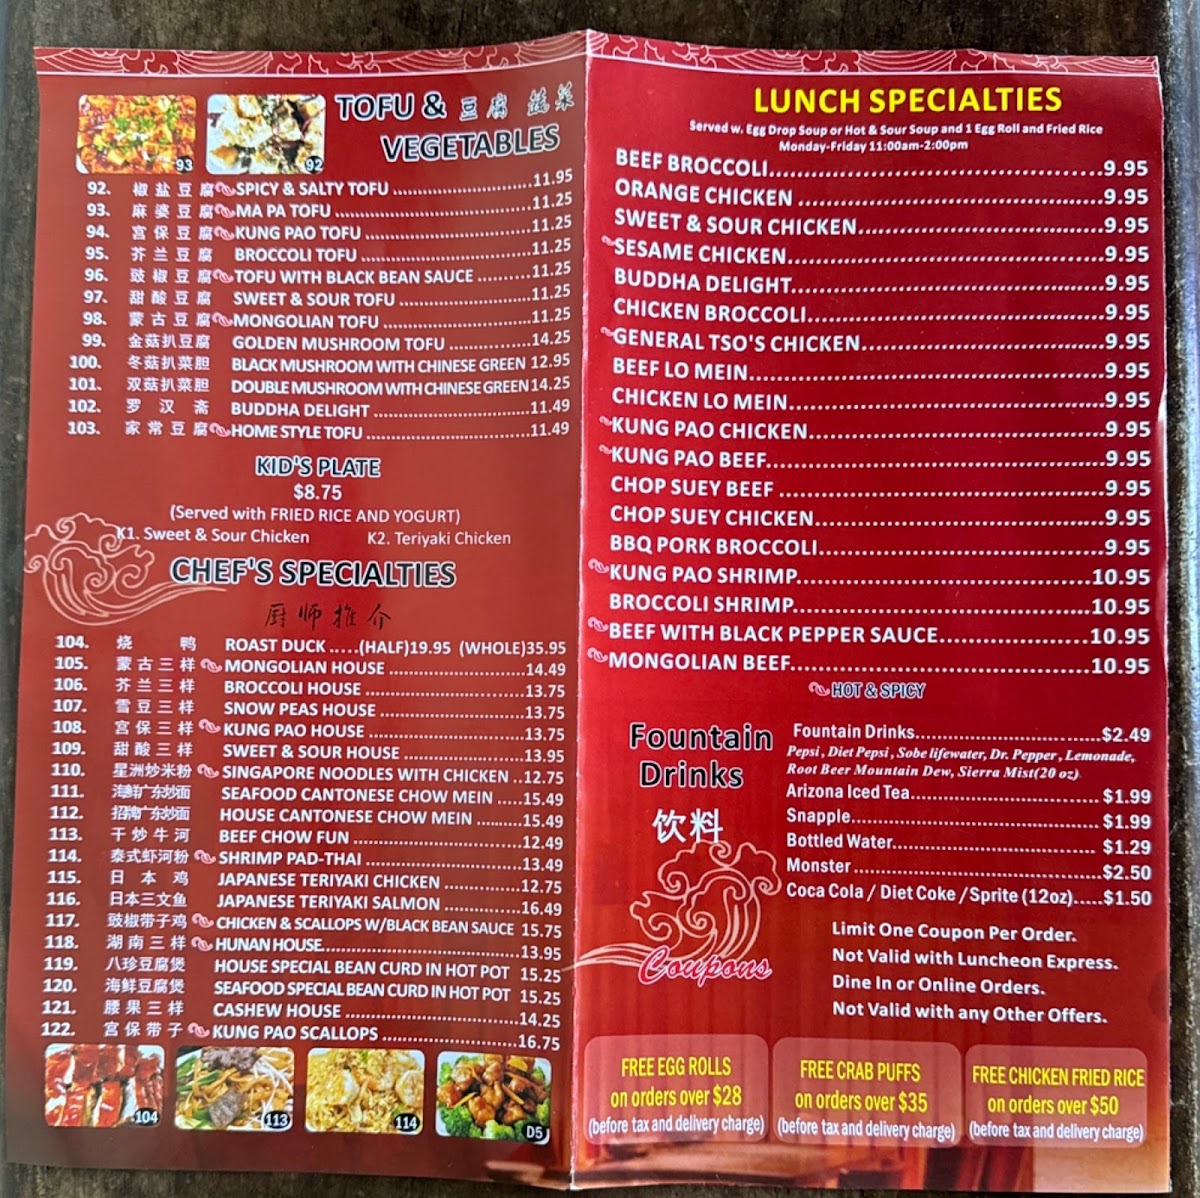 TOFU & 豆腐 蔬菜
VEGETABLES
93
92
92. 椒盐豆腐 SPICY & SALTY TOFU ........................11.95
93. 麻婆豆腐 MA PA TOFU ........................11.25
94. 宫保豆腐 KUNG PAO TOFU ........................11.25
95. 芥兰豆腐 BROCCOLI TOFU ........................11.25
96. 豉椒豆腐 TOFU WITH BLACK BEAN SAUCE ..........11.25
97. 甜酸豆腐 SWEET & SOUR TOFU ........................11.25
98. 蒙古豆腐 MONGOLIAN TOFU ........................11.25
99. 金菇扒豆腐 GOLDEN MUSHROOM TOFU ................14.25
100. 冬菇扒菜胆 BLACK MUSHROOM WITH CHINESE GREEN 12.95
101. 双菇扒菜胆 DOUBLE MUSHROOM WITH CHINESE GREEN 14.25
102. 罗汉斋 BUDDHA DELIGHT ........................11.49
103. 家常豆腐 HOME STYLE TOFU ........................11.49
KID'S PLATE
$8.75
(Served with FRIED RICE AND YOGURT)
K1. Sweet & Sour Chicken K2. Teriyaki Chicken
CHEF'S SPECIALTIES
厨师推介
104. 烧鸭 ROAST DUCK .....(HALF)19.95 (WHOLE)35.95
105. 蒙古三样 MONGOLIAN HOUSE ........................14.49
106. 芥兰三样 BROCCOLI HOUSE ........................13.75
107. 雪豆三样 SNOW PEAS HOUSE ........................13.75
108. 宫保三样 KUNG PAO HOUSE ........................13.75
109. 甜酸三样 SWEET & SOUR HOUSE ........................13.95
110. 星洲炒米粉 SINGAPORE NOODLES WITH CHICKEN ..12.75
111. 海鲜广东炒面 SEAFOOD CANTONESE CHOW MEIN .....15.49
112. 招牌广东炒面 HOUSE CANTONESE CHOW MEIN .........15.49
113. 干炒牛河 BEEF CHOW FUN ........................12.49
114. 泰式虾河粉 SHRIMP PAD-THAI ........................13.49
115. 日本鸡 JAPANESE TERIYAKI CHICKEN ..............12.75
116. 日本三文鱼 JAPANESE TERIYAKI SALMON ..............16.49
117. 豉椒带子鸡 CHICKEN & SCALLOPS W/BLACK BEAN SAUCE 15.75
118. 湖南三样 HUNAN HOUSE........................13.95
119. 八珍豆腐煲 HOUSE SPECIAL BEAN CURD IN HOT POT 15.25
120. 海鲜豆腐煲 SEAFOOD SPECIAL BEAN CURD IN HOT POT 15.25
121. 腰果三样 CASHEW HOUSE ........................14.25
122. 宫保带子 KUNG PAO SCALLOPS ........................16.75
104
113
114
D5
LUNCH SPECIALTIES
Served w. Egg Drop Soup or Hot & Sour Soup and 1 Egg Roll and Fried Rice
Monday-Friday 11:00am-2:00pm
BEEF BROCCOLI........................9.95
ORANGE CHICKEN ........................9.95
SWEET & SOUR CHICKEN........................9.95
SESAME CHICKEN........................9.95
BUDDHA DELIGHT........................9.95
CHICKEN BROCCOLI........................9.95
GENERAL TSO'S CHICKEN........................9.95
BEEF LO MEIN........................9.95
CHICKEN LO MEIN........................9.95
KUNG PAO CHICKEN........................9.95
KUNG PAO BEEF........................9.95
CHOP SUEY BEEF ........................9.95
CHOP SUEY CHICKEN........................9.95
BBQ PORK BROCCOLI........................9.95
KUNG PAO SHRIMP........................10.95
BROCCOLI SHRIMP........................10.95
BEEF WITH BLACK PEPPER SAUCE........................10.95
MONGOLIAN BEEF........................10.95
HOT & SPICY
Fountain
Drinks
饮料
Fountain Drinks........................$2.49
Pepsi, Diet Pepsi, Sobe lifewater, Dr. Pepper, Lemonade,
Root Beer Mountain Dew, Sierra Mist(20 oz)
Arizona Iced Tea........................$1.99
Snapple........................$1.99
Bottled Water........................$1.29
Monster ........................$2.50
Coca Cola / Diet Coke /Sprite (12oz).....$1.50
Coupons
Limit One Coupon Per Order.
Not Valid with Luncheon Express.
Dine In or Online Orders.
Not Valid with any Other Offers.
FREE EGG ROLLS
on orders over $28
(before tax and delivery charge)
FREE CRAB PUFFS
on orders over $35
(before tax and delivery charge)
FREE CHICKEN FRIED RICE
on orders over $50
(before tax and delivery charge)